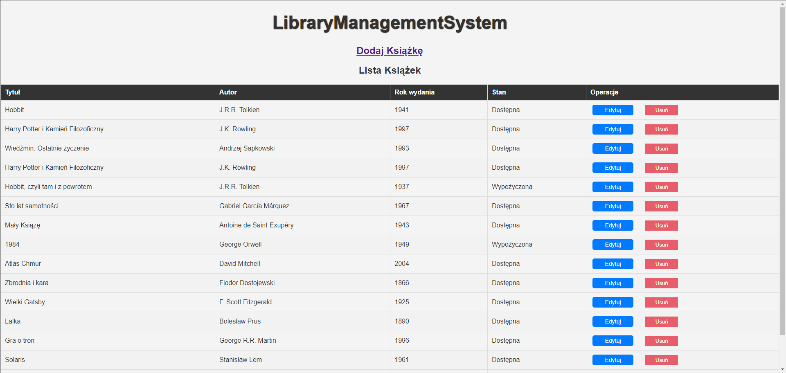 LibraryManagementSystem
Dodaj Książkę
Lista Książek
Tytuł Autor Rok wydania Stan Operacje
Hobbit J.R.R. Tolkien 1941 Dostępna Edytuj Usuń
Harry Potter i Kamień Filozoficzny J.K. Rowling 1997 Dostępna Edytuj Usuń
Wiedźmin. Ostatnie życzenie Andrzej Sapkowski 1993 Dostępna Edytuj Usuń
Harry Potter i Kamień Filozoficzny J.K. Rowling 1997 Dostępna Edytuj Usuń
Hobbit, czyli tam i z powrotem J.R.R. Tolkien 1937 Wypożyczona Edytuj Usuń
Sto lat samotności Gabriel García Márquez 1967 Dostępna Edytuj Usuń
Mały Książę Antoine de Saint-Exupéry 1943 Dostępna Edytuj Usuń
1984 George Orwell 1949 Wypożyczona Edytuj Usuń
Atlas Chmur David Mitchell 2004 Dostępna Edytuj Usuń
Zbrodnia i kara Fiodor Dostojewski 1866 Dostępna Edytuj Usuń
Wielki Gatsby F. Scott Fitzgerald 1925 Dostępna Edytuj Usuń
Lalka Bolesław Prus 1890 Dostępna Edytuj Usuń
Gra o tron George R.R. Martin 1996 Dostępna Edytuj Usuń
Solaris Stanisław Lem 1961 Dostępna Edytuj Usuń